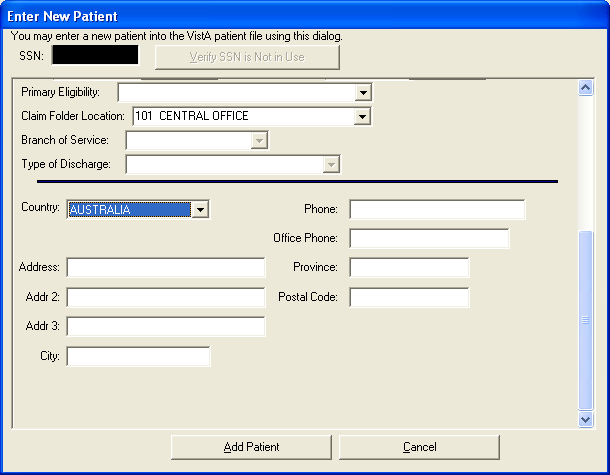 Enter New Patient
You may enter a new patient into the VistA patient file using this dialog.
SSN: Verify SSN is Not in Use
Primary Eligibility:
Claim Folder Location: 101 CENTRAL OFFICE
Branch of Service:
Type of Discharge:
Country: AUSTRALIA Phone:
Office Phone:
Address: Province:
Addr 2: Postal Code:
Addr 3:
City:
Add Patient Cancel